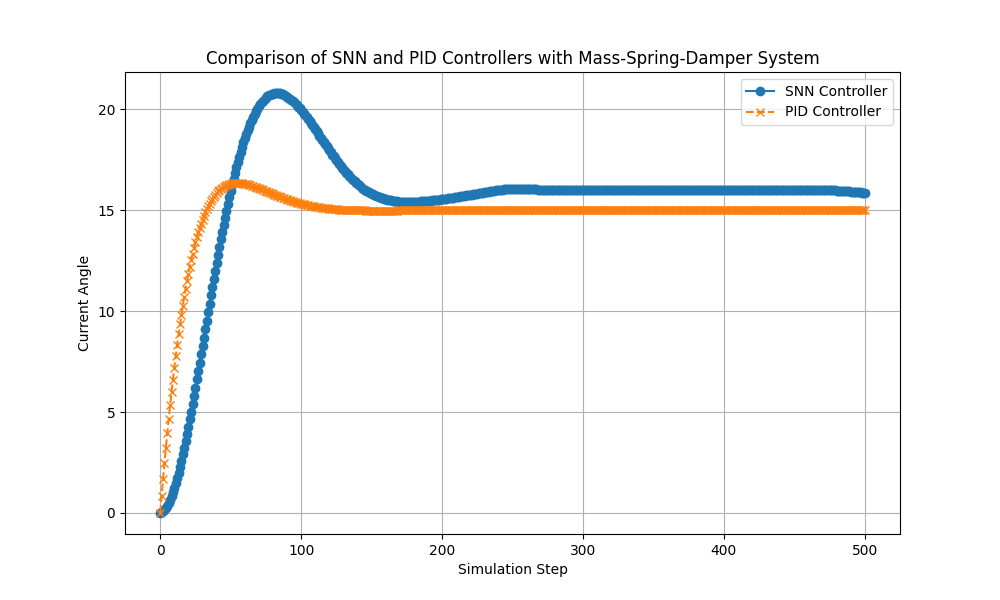 Comparison of SNN and PID Controllers with Mass-Spring-Damper System
SNN Controller
PID Controller
Current Angle
20
15
10
5
0
0 100 200 300 400 500
Simulation Step